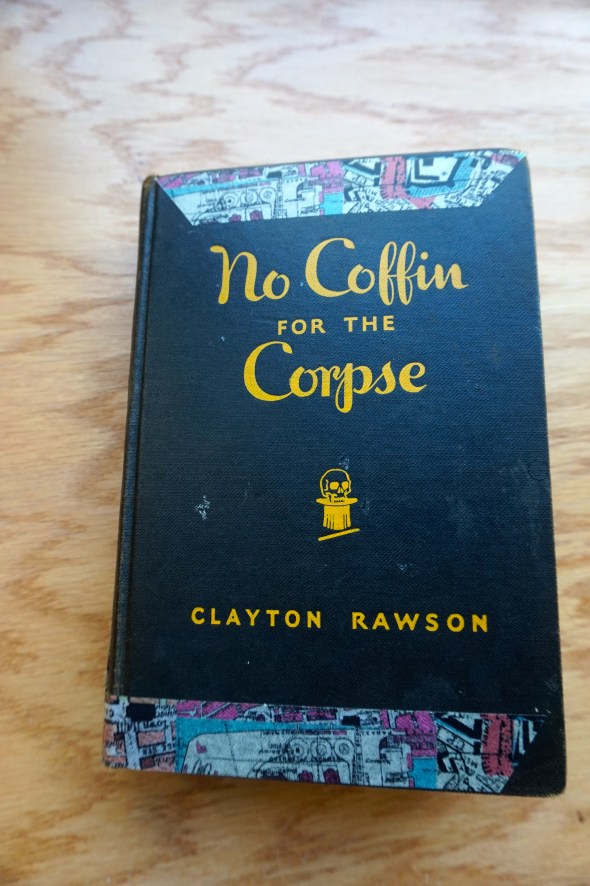 No Coffin
FOR THE
Corpse
CLAYTON RAWSON